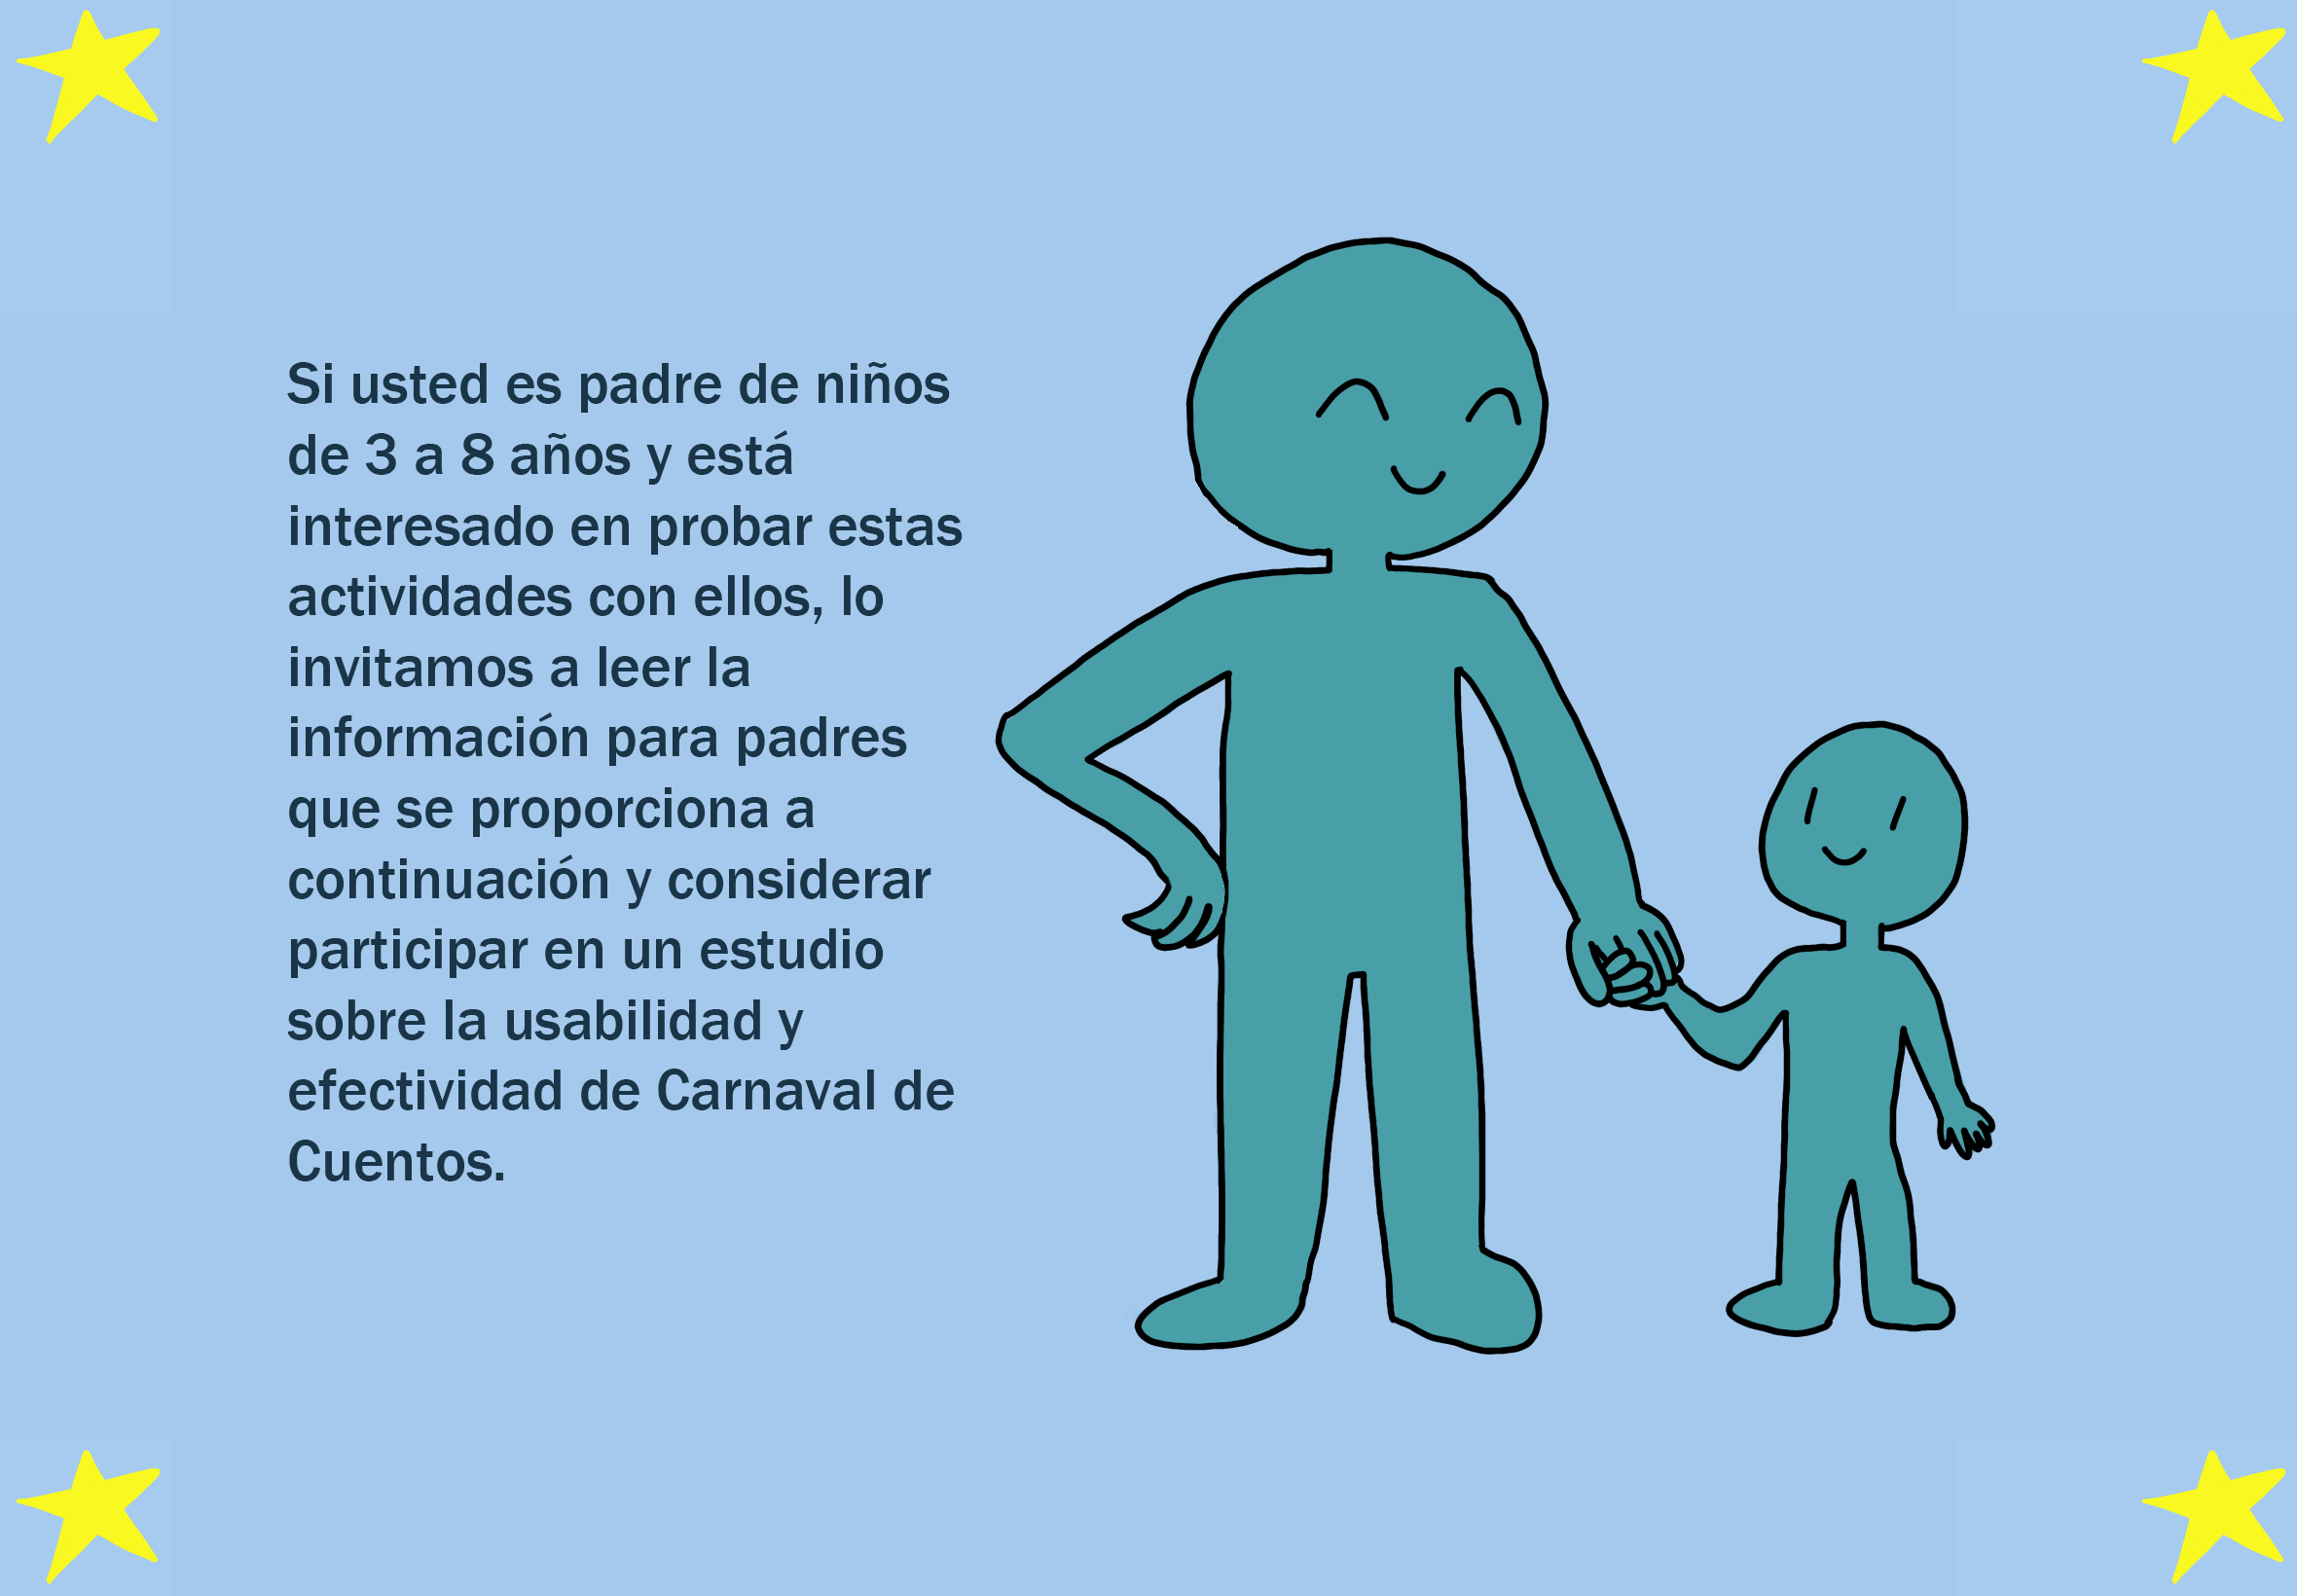 Si usted es padre de niños
de 3 a 8 años y está
interesado en probar estas
actividades con ellos, lo
invitamos a leer la
información para padres
que se proporciona a
continuación y considerar
participar en un estudio
sobre la usabilidad y
efectividad de Carnaval de
Cuentos.